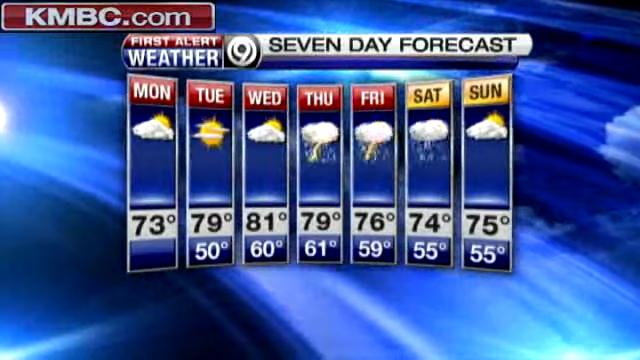 KMBC.com
FIRST ALERT
WEATHER 9
SEVEN DAY FORECAST
MON TUE WED THU FRI SAT SUN
73° 79° 81° 79° 76° 74° 75°
50° 60° 61° 59° 55° 55°